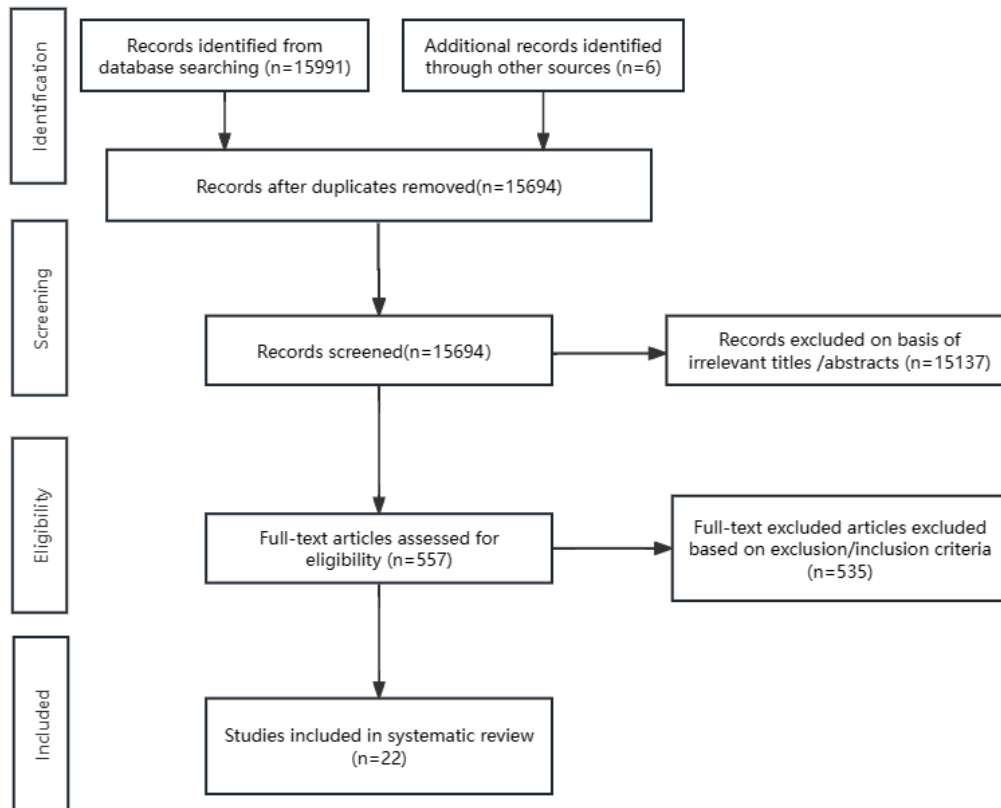 Identification
Records identified from
database searching (n=15991)
Additional records identified
through other sources (n=6)
Records after duplicates removed(n=15694)
Screening
Records screened(n=15694)
Records excluded on basis of
irrelevant titles /abstracts (n=15137)
Eligibility
Full-text articles assessed for
eligibility (n=557)
Full-text excluded articles excluded
based on exclusion/inclusion criteria
(n=535)
Included
Studies included in systematic review
(n=22)